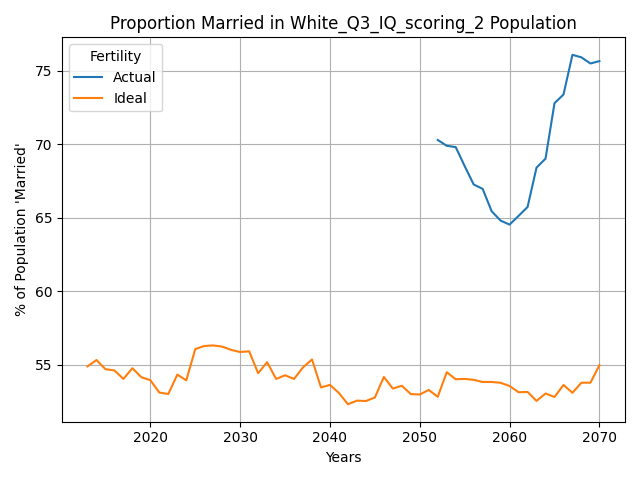 Proportion Married in White_Q3_IQ_scoring_2 Population
Fertility
Actual
Ideal
% of Population 'Married'
75
70
65
60
55
2020
2030
2040
2050
2060
2070
Years